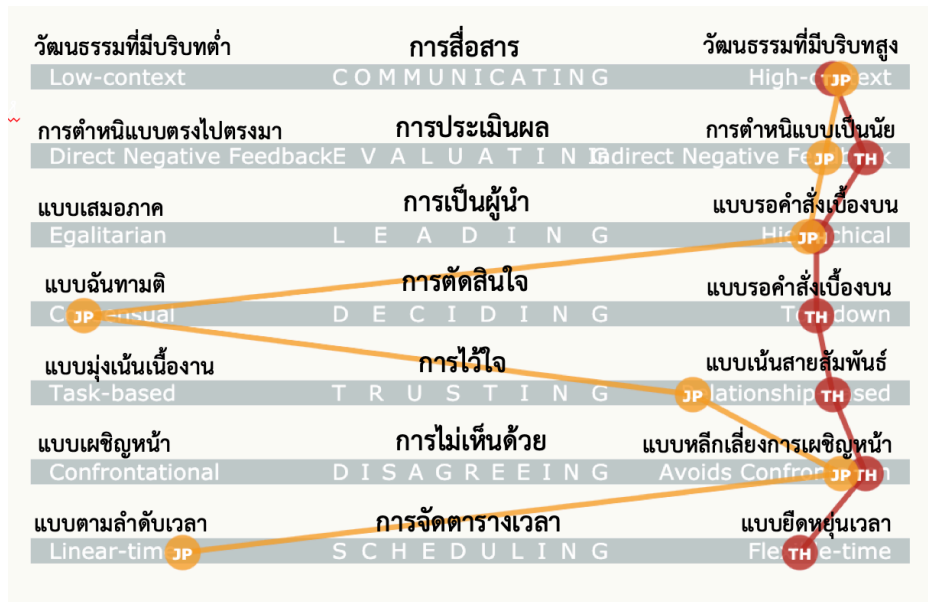 วัฒนธรรมที่มีบริบทต่ำ การสื่อสาร วัฒนธรรมที่มีบริบทสูง
Low-context COMMUNICATING High-c ext
JP
การตำหนิแบบตรงไปตรงมา การประเมินผล การตำหนิแบบเป็นนัย
Direct Negative Feedback EVALUATING Indirect Negative Fe k
JP TH
แบบเสมอภาค การเป็นผู้นำ แบบรอคำสั่งเบื้องบน
Egalitarian LEADING Hie chical
JP
แบบฉันทามติ การตัดสินใจ แบบรอคำสั่งเบื้องบน
C ensual DECIDING T down
JP TH
แบบมุ่งเน้นเนื้องาน การไว้ใจ แบบเน้นสายสัมพันธ์
Task-based TRUSTING elationship sed
JP TH
แบบเผชิญหน้า การไม่เห็นด้วย แบบหลีกเลี่ยงการเผชิญหน้า
Confrontational DISAGREEING Avoids Confron n
JP TH
แบบตามลำดับเวลา การจัดตารางเวลา แบบยืดหยุ่นเวลา
Linear-tim SCHEDULING Fle e-time
JP TH